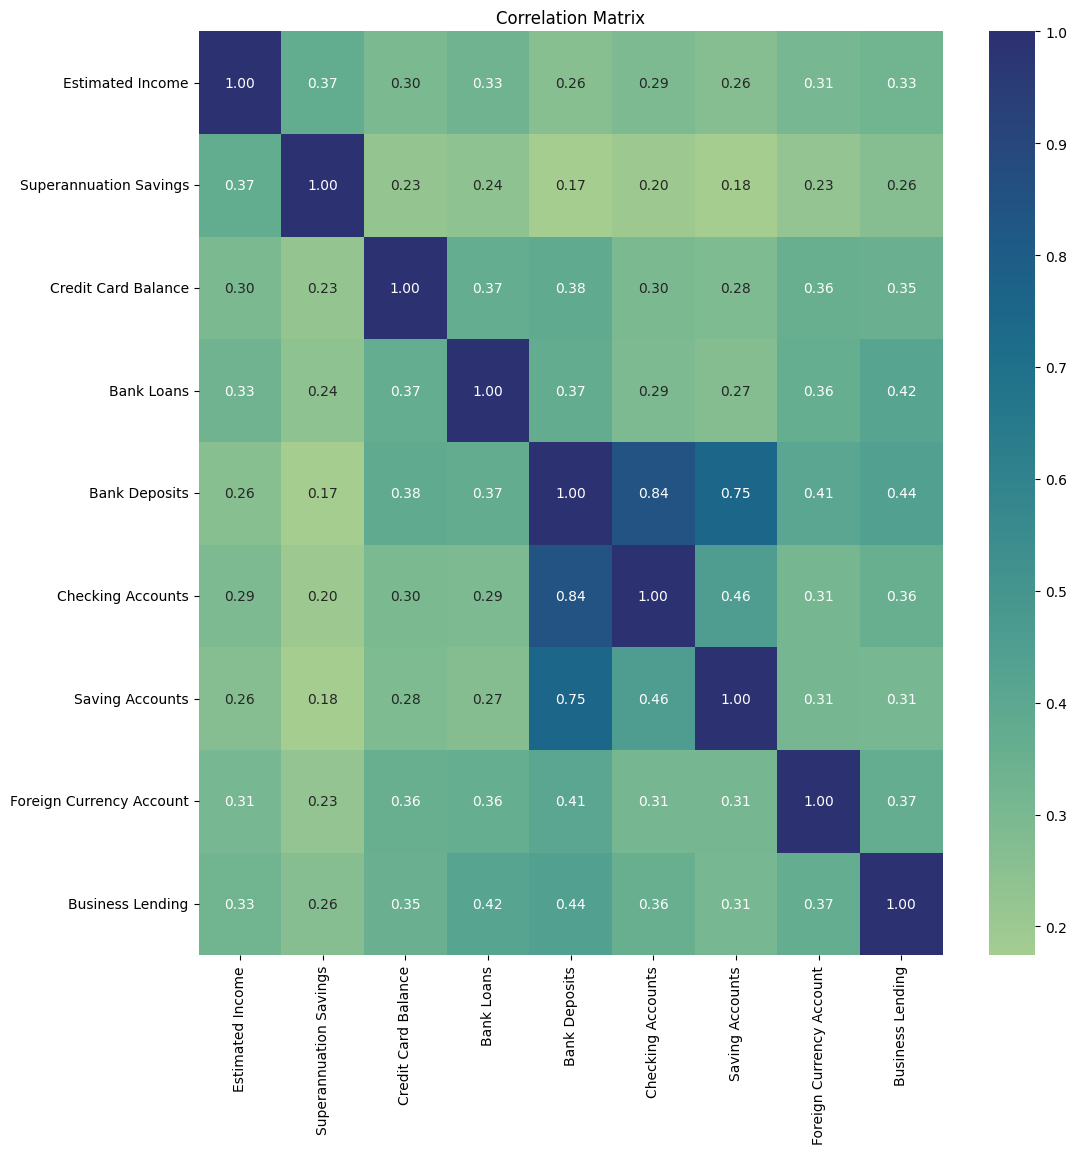 Correlation Matrix
Estimated Income 1.00 0.37 0.30 0.33 0.26 0.29 0.26 0.31 0.33
Superannuation Savings 0.37 1.00 0.23 0.24 0.17 0.20 0.18 0.23 0.26
Credit Card Balance 0.30 0.23 1.00 0.37 0.38 0.30 0.28 0.36 0.35
Bank Loans 0.33 0.24 0.37 1.00 0.37 0.29 0.27 0.36 0.42
Bank Deposits 0.26 0.17 0.38 0.37 1.00 0.84 0.75 0.41 0.44
Checking Accounts 0.29 0.20 0.30 0.29 0.84 1.00 0.46 0.31 0.36
Saving Accounts 0.26 0.18 0.28 0.27 0.75 0.46 1.00 0.31 0.31
Foreign Currency Account 0.31 0.23 0.36 0.36 0.41 0.31 0.31 1.00 0.37
Business Lending 0.33 0.26 0.35 0.42 0.44 0.36 0.31 0.37 1.00
Estimated Income
Superannuation Savings
Credit Card Balance
Bank Loans
Bank Deposits
Checking Accounts
Saving Accounts
Foreign Currency Account
Business Lending
1.0
0.9
0.8
0.7
0.6
0.5
0.4
0.3
0.2